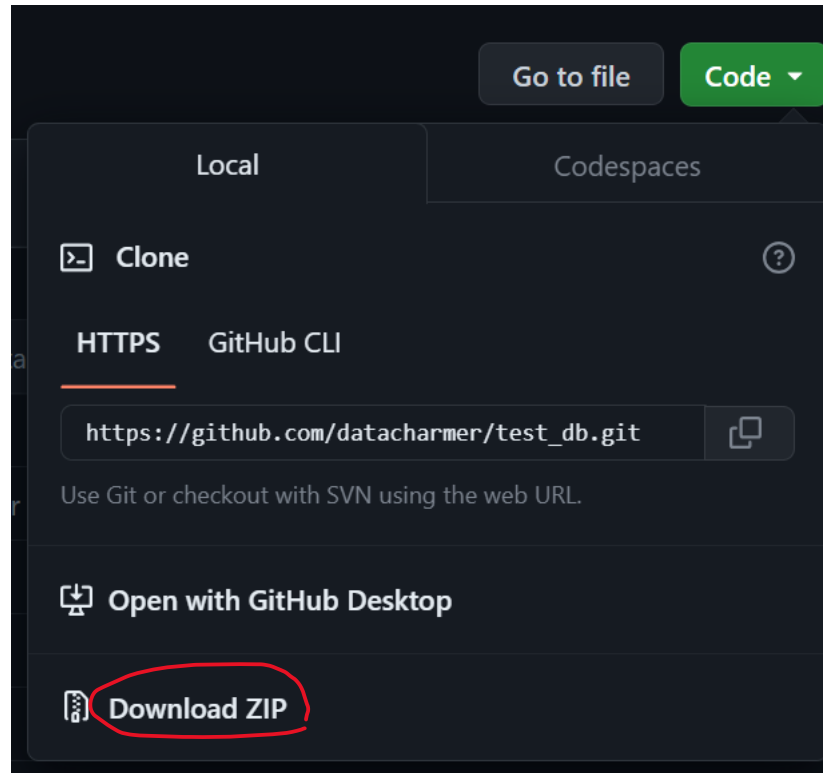 Go to file
Code
Local
Codespaces
Clone
HTTPS
GitHub CLI
https://github.com/datacharmer/test_db.git
Use Git or checkout with SVN using the web URL.
Open with GitHub Desktop
Download ZIP